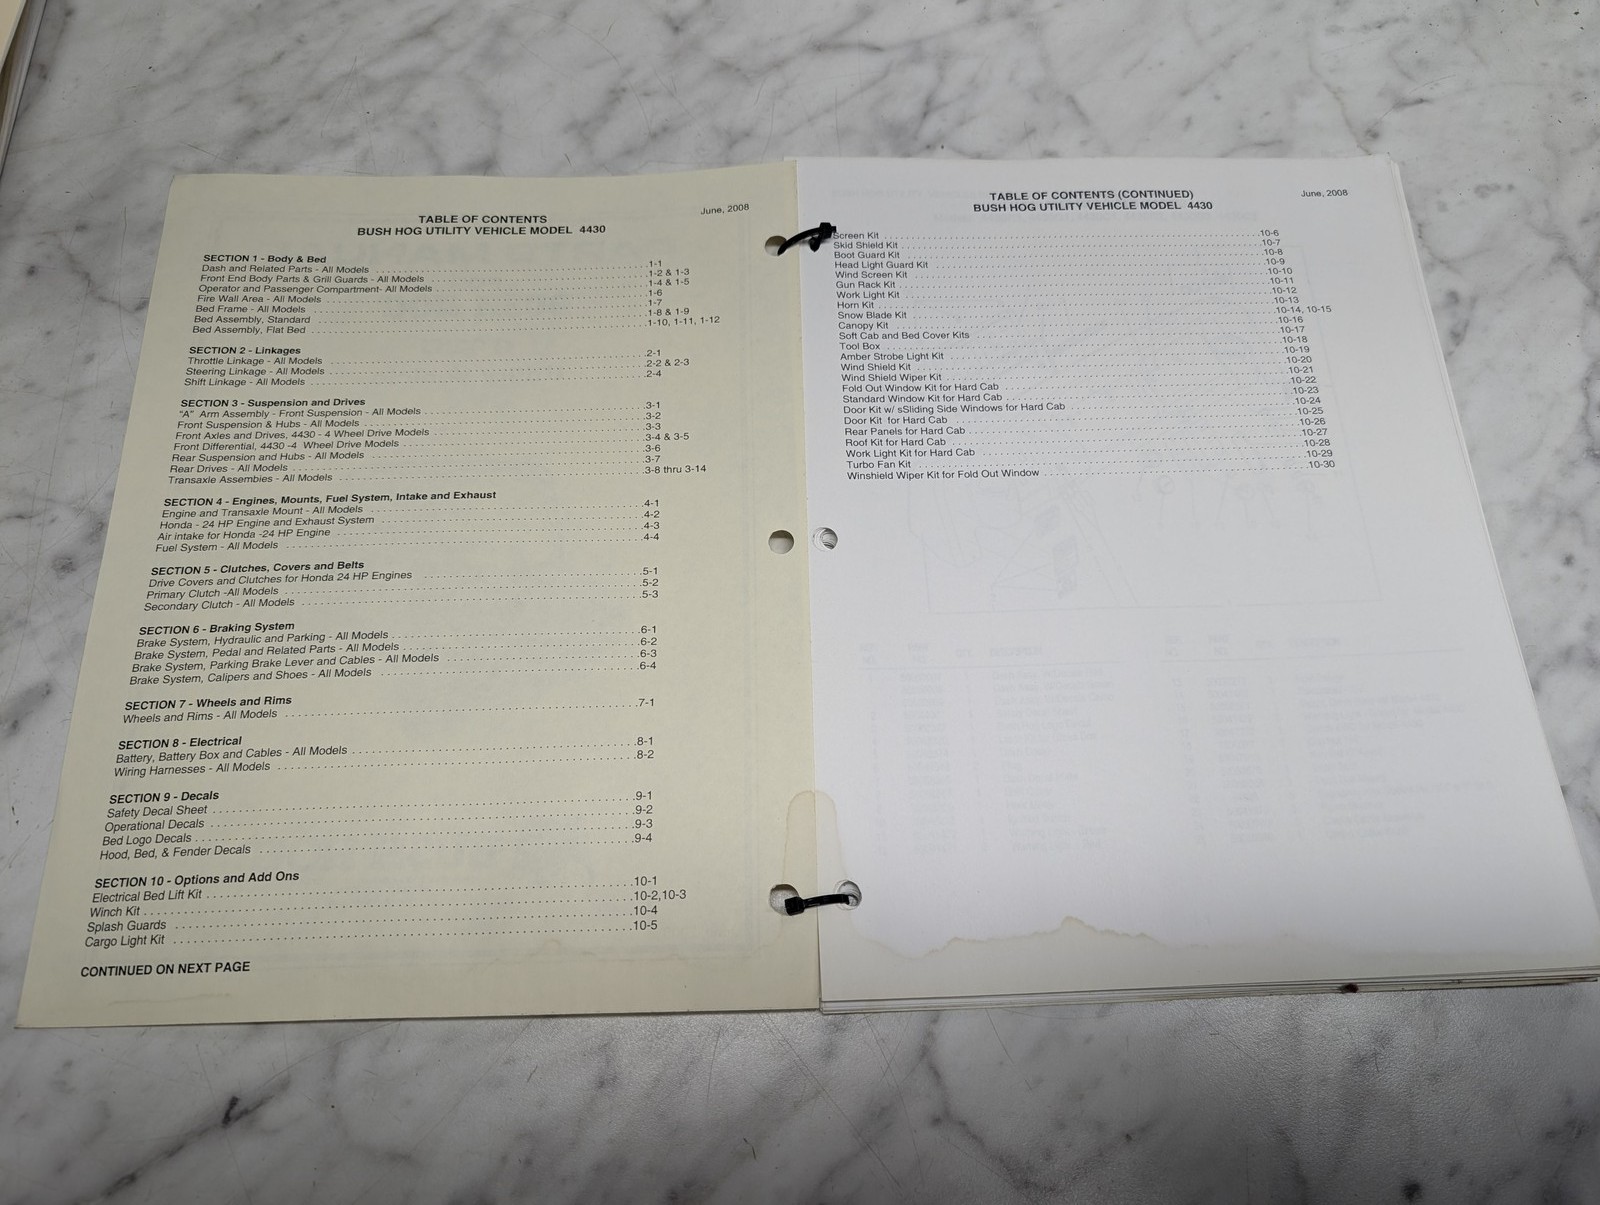 June, 2008
TABLE OF CONTENTS
BUSH HOG UTILITY VEHICLE MODEL 4430
SECTION 1 - Body & Bed
Dash and Related Parts - All Models .1-1
Front End Body Parts & Grill Guards - All Models .1-2 & 1-3
Operator and Passenger Compartment- All Models .1-4 & 1-5
Fire Wall Area - All Models .1-6
Bed Frame - All Models .1-7
Bed Assembly, Standard .1-8 & 1-9
Bed Assembly, Flat Bed .1-10, 1-11, 1-12
SECTION 2 - Linkages
Throttle Linkage - All Models .2-1
Steering Linkage - All Models .2-2 & 2-3
Shift Linkage - All Models .2-4
SECTION 3 - Suspension and Drives
"A" Arm Assembly - Front Suspension - All Models .3-1
Front Suspension & Hubs - All Models .3-2
Front Axles and Drives, 4430 - 4 Wheel Drive Models .3-3
Front Differential, 4430 -4 Wheel Drive Models .3-4 & 3-5
Rear Suspension and Hubs - All Models .3-6
Rear Drives - All Models .3-7
Transaxle Assembies - All Models .3-8 thru 3-14
SECTION 4 - Engines, Mounts, Fuel System, Intake and Exhaust
Engine and Transaxle Mount - All Models .4-1
Honda - 24 HP Engine and Exhaust System .4-2
Air intake for Honda -24 HP Engine .4-3
Fuel System - All Models .4-4
SECTION 5 - Clutches, Covers and Belts
Drive Covers and Clutches for Honda 24 HP Engines .5-1
Primary Clutch -All Models .5-2
Secondary Clutch - All Models .5-3
SECTION 6 - Braking System
Brake System, Hydraulic and Parking - All Models .6-1
Brake System, Pedal and Related Parts - All Models .6-2
Brake System, Parking Brake Lever and Cables - All Models .6-3
Brake System, Calipers and Shoes - All Models .6-4
SECTION 7 - Wheels and Rims
Wheels and Rims - All Models .7-1
SECTION 8 - Electrical
Battery, Battery Box and Cables - All Models .8-1
Wiring Harnesses - All Models .8-2
SECTION 9 - Decals
Safety Decal Sheet .9-1
Operational Decals .9-2
Bed Logo Decals .9-3
Hood, Bed, & Fender Decals .9-4
SECTION 10 - Options and Add Ons
Electrical Bed Lift Kit .10-1
Winch Kit .10-2,10-3
Splash Guards .10-4
Cargo Light Kit .10-5
CONTINUED ON NEXT PAGE
June, 2008
TABLE OF CONTENTS (CONTINUED)
BUSH HOG UTILITY VEHICLE MODEL 4430
Screen Kit .10-6
Skid Shield Kit .10-7
Boot Guard Kit .10-8
Head Light Guard Kit .10-9
Wind Screen Kit .10-10
Gun Rack Kit .10-11
Work Light Kit .10-12
Horn Kit .10-13
Snow Blade Kit .10-14, 10-15
Canopy Kit .10-16
Soft Cab and Bed Cover Kits .10-17
Tool Box .10-18
Amber Strobe Light Kit .10-19
Wind Shield Kit .10-20
Wind Shield Wiper Kit .10-21
Fold Out Window Kit for Hard Cab .10-22
Standard Window Kit for Hard Cab .10-23
Door Kit w/ sSliding Side Windows for Hard Cab .10-24
Door Kit for Hard Cab .10-25
Rear Panels for Hard Cab .10-26
Roof Kit for Hard Cab .10-27
Work Light Kit for Hard Cab .10-28
Turbo Fan Kit .10-29
Winshield Wiper Kit for Fold Out Window .10-30